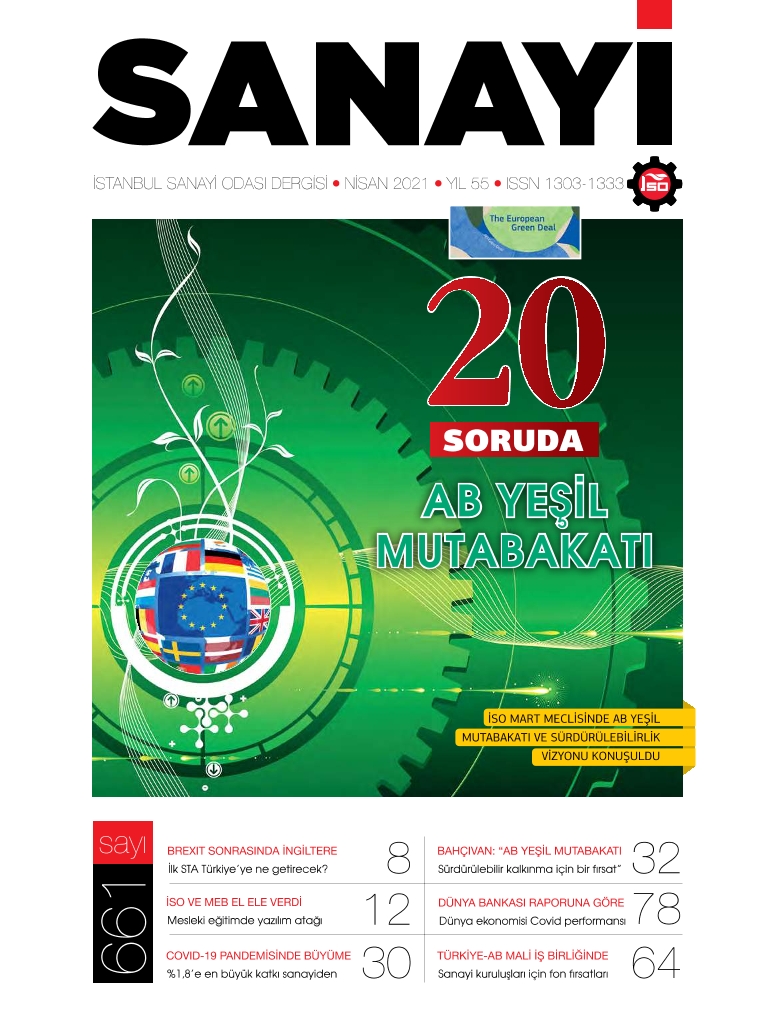 SANAYİ
İSTANBUL SANAYİ ODASI DERGİSİ • NİSAN 2021 • YIL 55 • ISSN 1303-1333
İSO
The European
Green Deal
20
SORUDA
AB YEŞİL
MUTABAKATI
İSO MART MECLİSİNDE AB YEŞİL
MUTABAKATI VE SÜRDÜRÜLEBİLİRLİK
VİZYONU KONUŞULDU
sayı
661
BREXIT SONRASINDA İNGİLTERE
İlk STA Türkiye'ye ne getirecek?
8
İSO VE MEB EL ELE VERDİ
Mesleki eğitimde yazılım atağı
12
COVID-19 PANDEMİSİNDE BÜYÜME
%1,8'e en büyük katkı sanayiden
30
BAHÇIVAN: “AB YEŞİL MUTABAKATI
Sürdürülebilir kalkınma için bir fırsat”
32
DÜNYA BANKASI RAPORUNA GÖRE
Dünya ekonomisi Covid performansı
78
TÜRKİYE-AB MALİ İŞ BİRLİĞİNDE
Sanayi kuruluşları için fon fırsatları
64